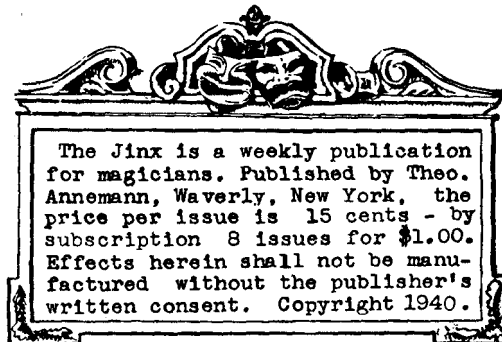 The Jinx is a weekly publication
for magicians. Published by Theo.
Annemann, Waverly, New York, the
price per issue is 15 cents - by
subscription 8 issues for $1.00.
Effects herein shall not be manu-
factured without the publisher's
written consent. Copyright 1940.